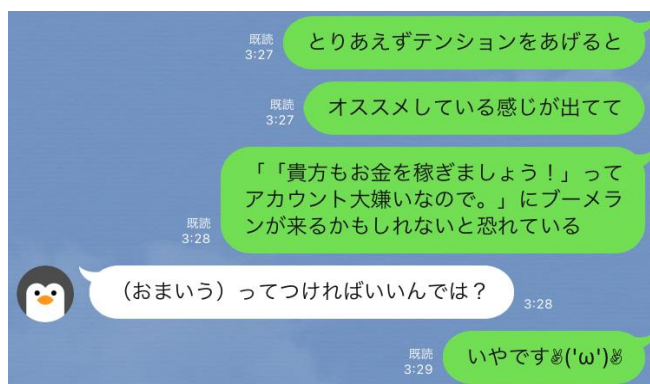 とりあえずテンションをあげると
既読
3:27
オススメしている感じが出てて
既読
3:27
「「貴方もお金を稼ぎましょう！」って
アカウント大嫌いなので。」にブーメラ
ンが来るかもしれないと恐れている
既読
3:28
（おまいう）ってつければいいんでは？
3:28
いやです✌('ω')✌
既読
3:29